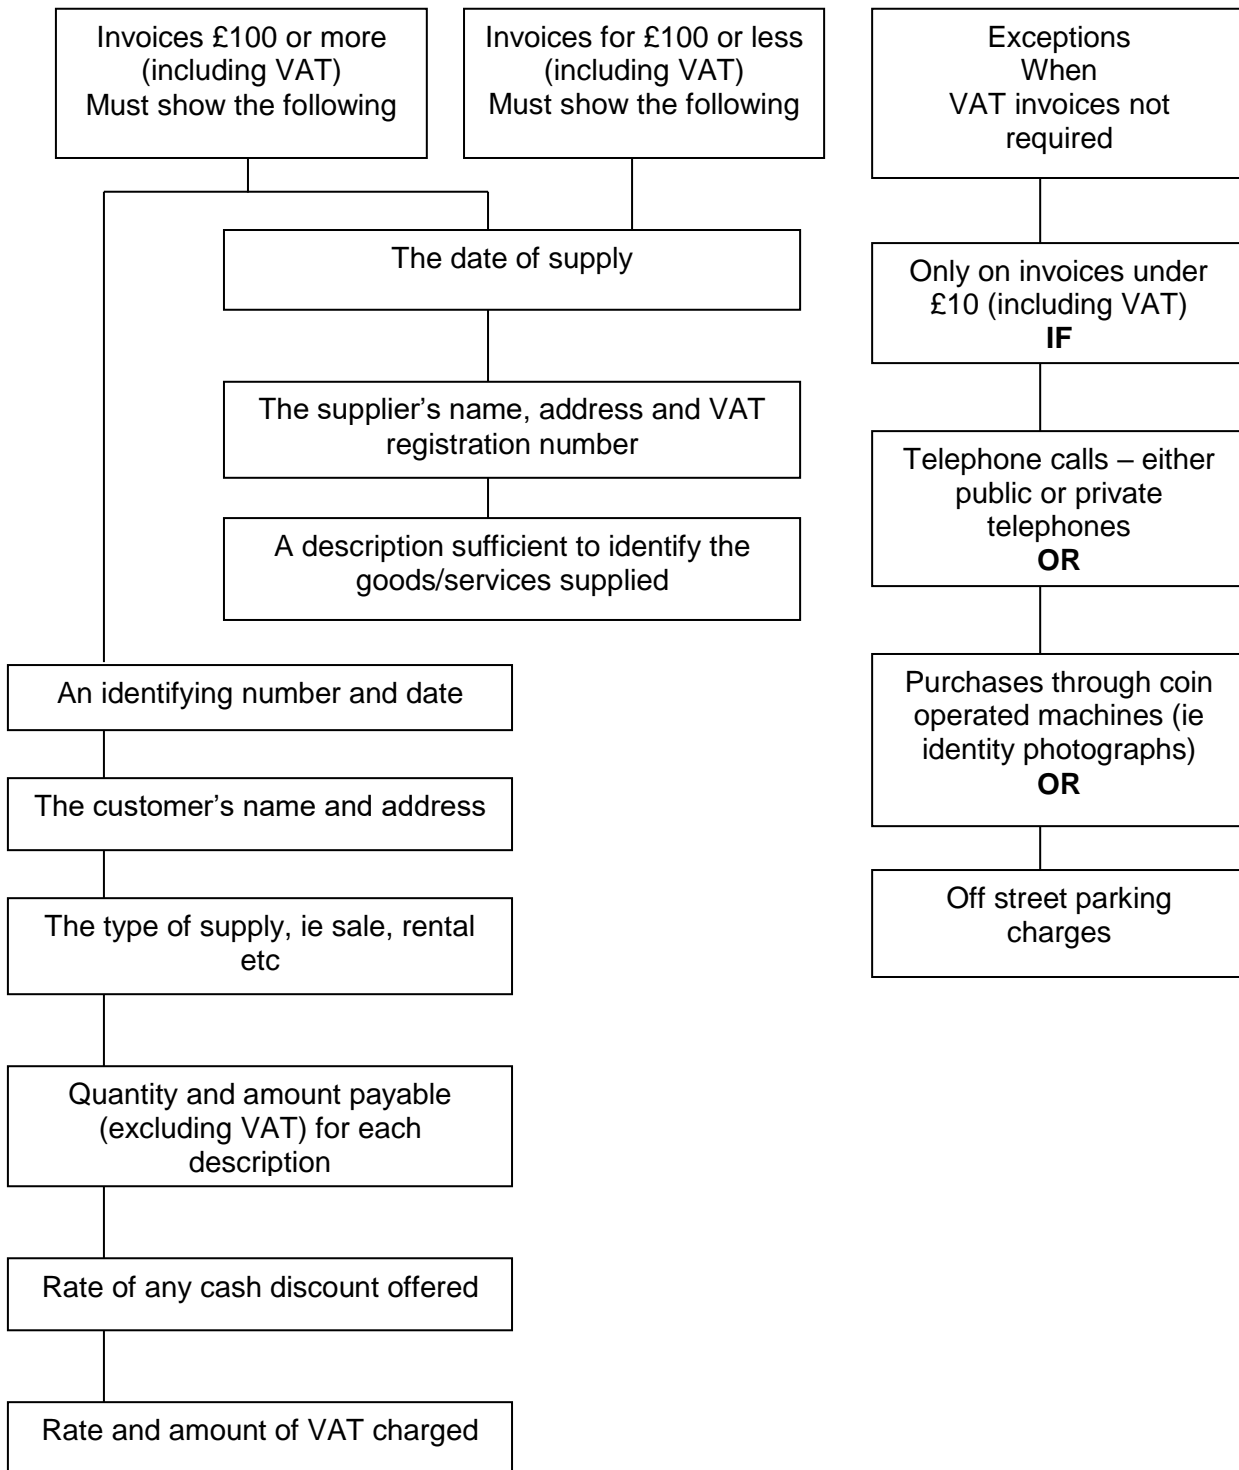 Invoices £100 or more
(including VAT)
Must show the following
Invoices for £100 or less
(including VAT)
Must show the following
Exceptions
When
VAT invoices not
required
The date of supply
Only on invoices under
£10 (including VAT)
IF
The supplier’s name, address and VAT
registration number
Telephone calls – either
public or private
telephones
OR
A description sufficient to identify the
goods/services supplied
An identifying number and date
Purchases through coin
operated machines (ie
identity photographs)
OR
The customer’s name and address
The type of supply, ie sale, rental
etc
Off street parking
charges
Quantity and amount payable
(excluding VAT) for each
description
Rate of any cash discount offered
Rate and amount of VAT charged